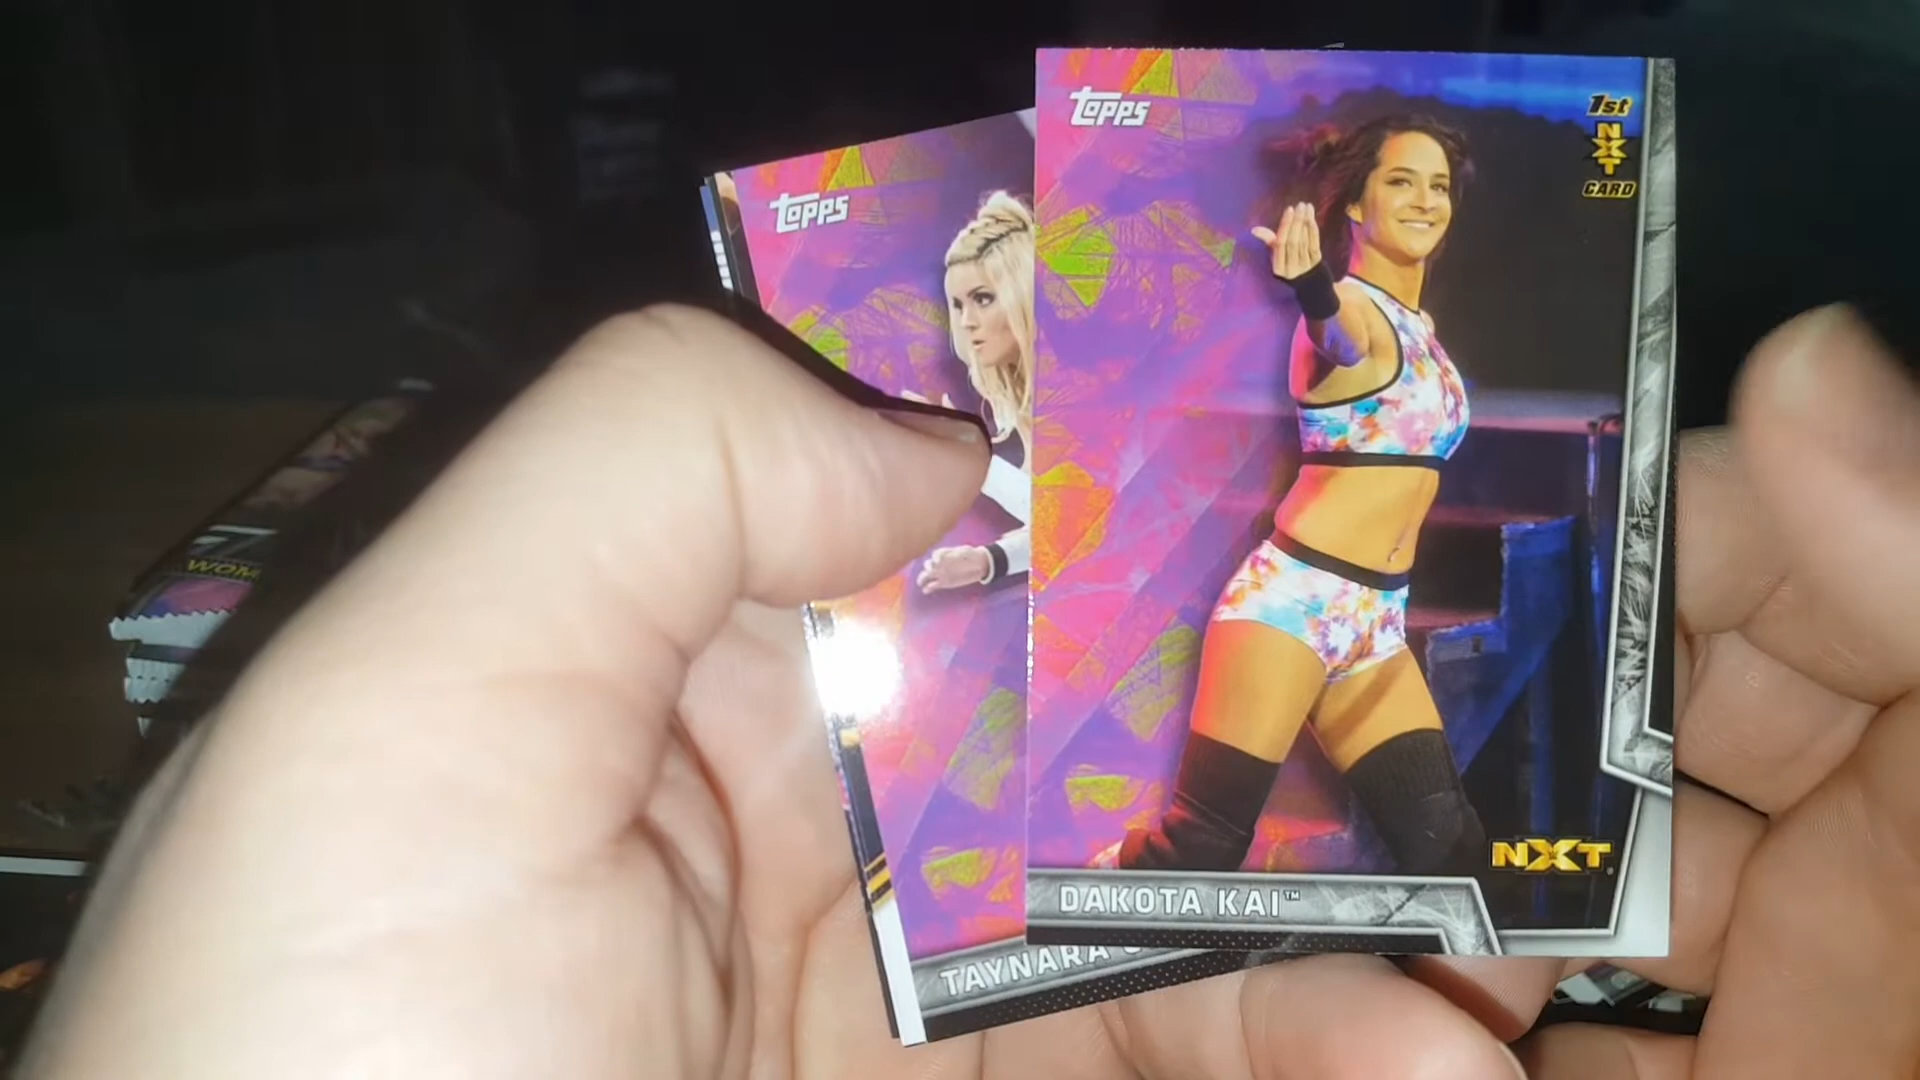 Topps
1st
NXT
CARD
Topps
WOM
NXT
DAKOTA KAI™
TAYNARA